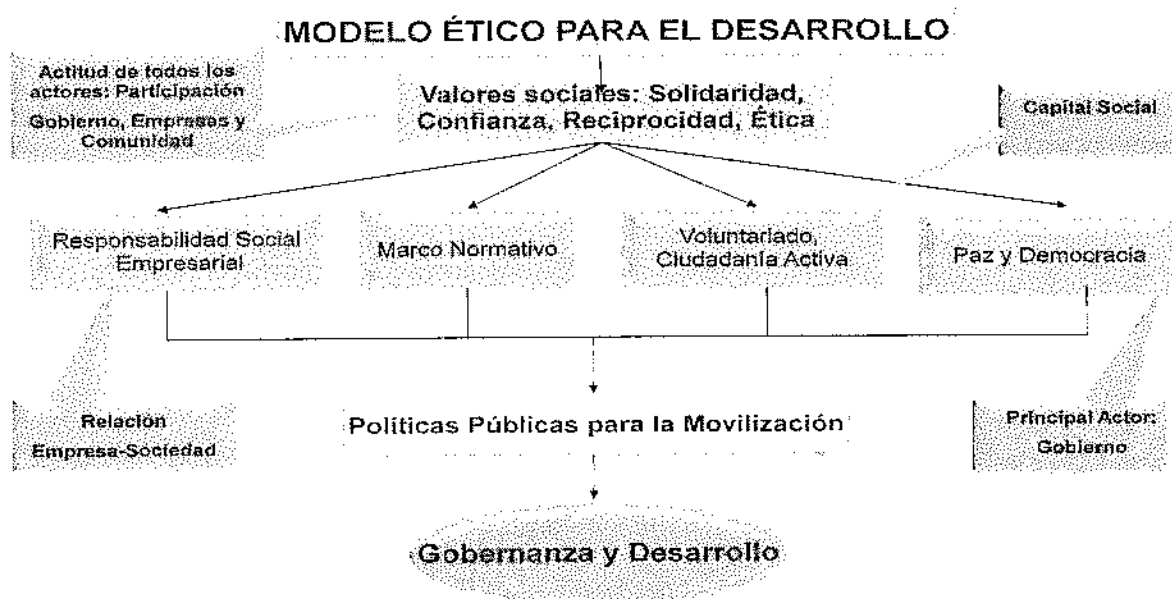 MODELO ÉTICO PARA EL DESARROLLO
Actitud de todos los
actores: Participación
Gobierno, Empresas y
Comunidad
Valores sociales: Solidaridad,
Confianza, Reciprocidad, Ética
Capital Social
Responsabilidad Social
Empresarial
Marco Normativo
Voluntariado,
Ciudadanía Activa
Paz y Democracia
Relación
Empresa-Sociedad
Políticas Públicas para la Movilización
Principal Actor:
Gobierno
Gobernanza y Desarrollo